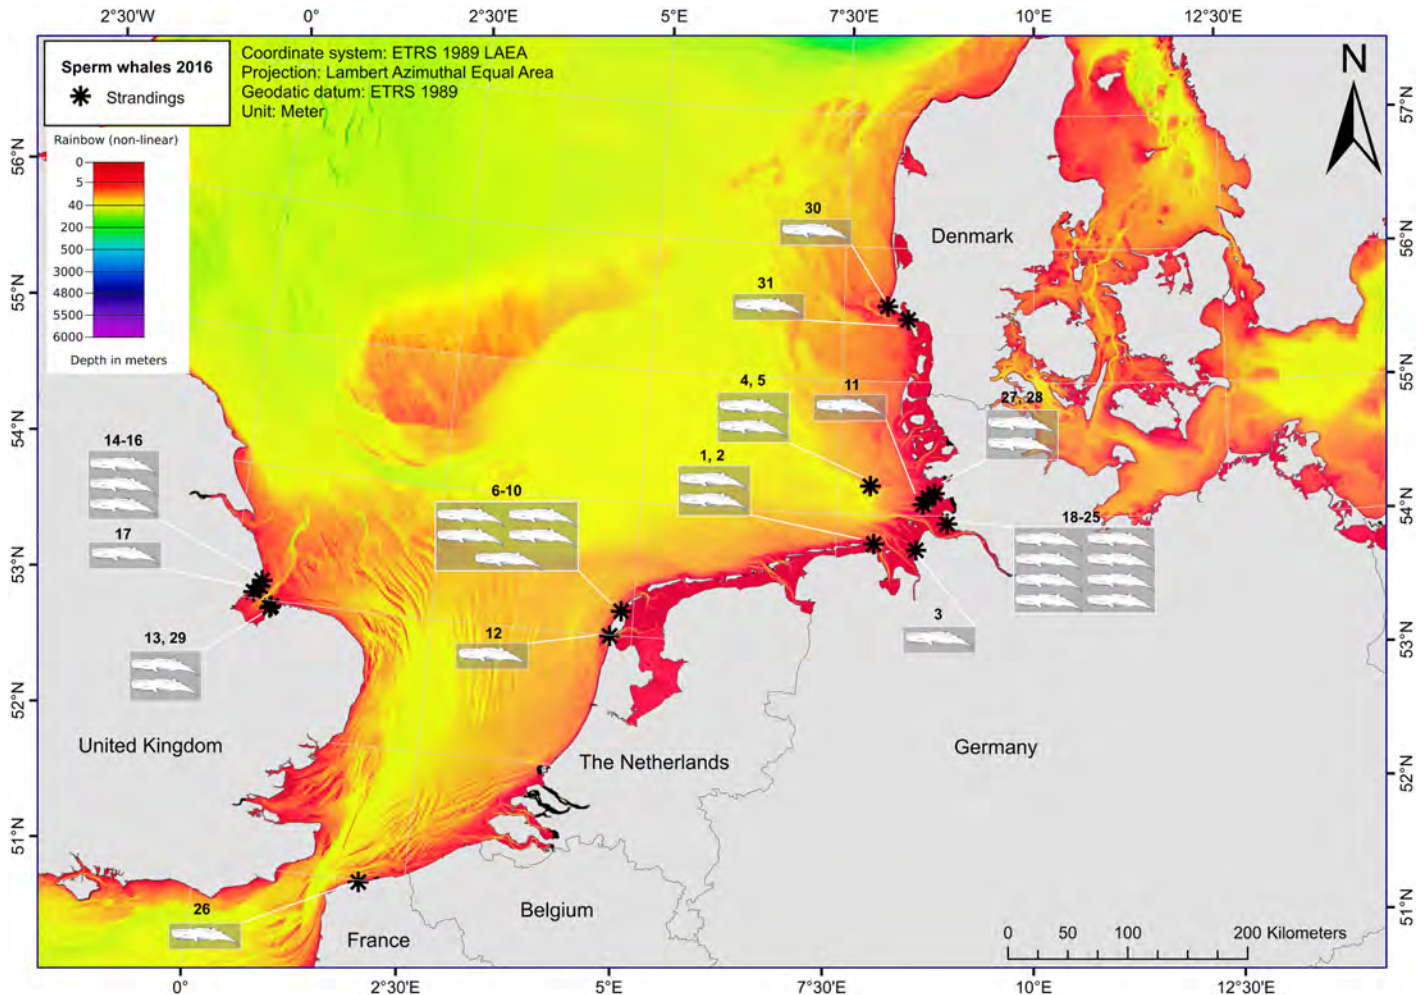 2°30'W 0° 2°30'E 5°E 7°30'E 10°E 12°30'E
Sperm whales 2016
Strandings
Coordinate system: ETRS 1989 LAEA
Projection: Lambert Azimuthal Equal Area
Geodatic datum: ETRS 1989
Unit: Meter
N
Rainbow (non-linear)
0
5
40
200
500
3000
4800
5500
6000
Depth in meters
56°N
55°N
54°N
53°N
52°N
51°N
57°N
56°N
55°N
54°N
53°N
52°N
51°N
30
Denmark
31
4, 5
11
27, 28
14-16
1, 2
6-10
18-25
17
3
12
13, 29
United Kingdom
The Netherlands
Germany
26
Belgium
France
0 50 100 200 Kilometers
0° 2°30'E 5°E 7°30'E 10°E 12°30'E